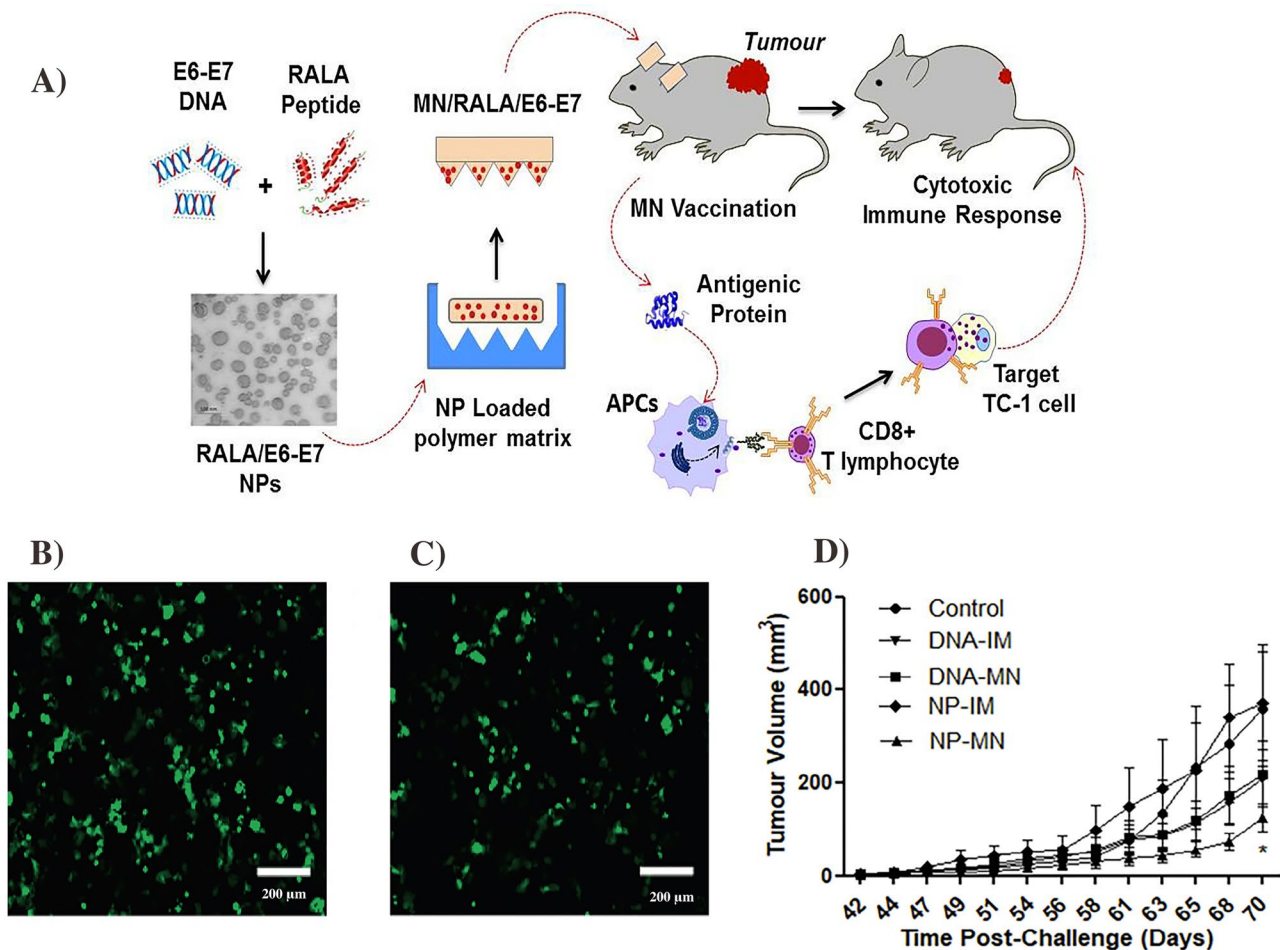 A)
E6-E7
DNA
RALA
Peptide
+
RALA/E6-E7
NPs
MN/RALA/E6-E7
NP Loaded
polymer matrix
Tumour
MN Vaccination
Cytotoxic
Immune Response
Antigenic
Protein
APCs
CD8+
T lymphocyte
Target
TC-1 cell
B)
200 µm
C)
200 µm
D)
Tumour Volume (mm³)
600
400
200
0
Control
DNA-IM
DNA-MN
NP-IM
NP-MN
*
42 44 47 49 51 54 56 58 61 63 65 68 70
Time Post-Challenge (Days)